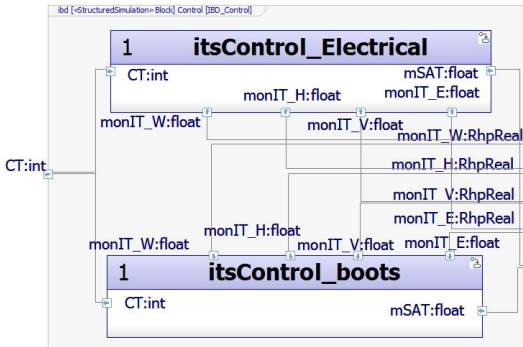 ibd [«StructuredSimulation» Block] Control [IBD_Control]
1 itsControl_Electrical
CT:int
mSAT:float
monIT_H:float
monIT_E:float
monIT_W:float
monIT_V:float
monIT_W:RhpReal
CT:int
monIT_H:RhpReal
monIT_V:RhpReal
monIT_E:RhpReal
monIT_H:float
monIT_W:float
monIT_V:float
monIT_E:float
1 itsControl_boots
CT:int
mSAT:float